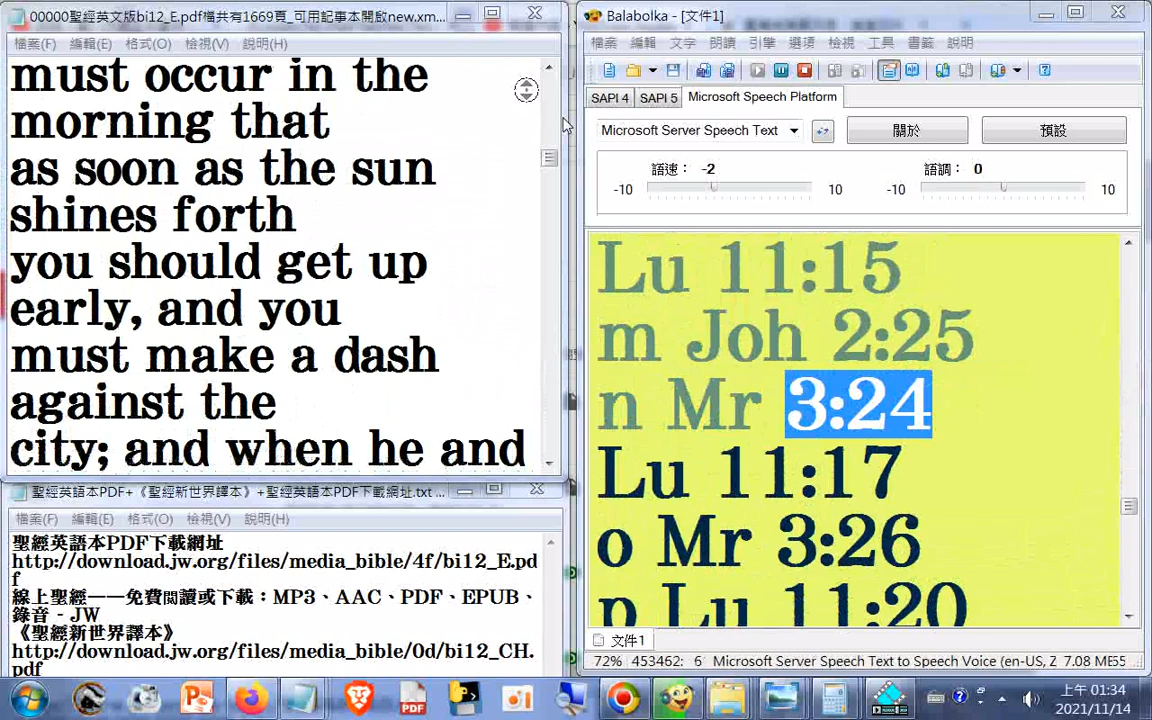 00000聖經英文版bi12_E.pdf檔共有1669頁_可用記事本開啟new.xm...
檔案(F) 編輯(E) 格式(O) 檢視(V) 說明(H)
must occur in the
morning that
as soon as the sun
shines forth
you should get up
early, and you
must make a dash
against the
city; and when he and
聖經英語本PDF+《聖經新世界譯本》+聖經英語本PDF下載網址.txt ...
檔案(F) 編輯(E) 格式(O) 檢視(V) 說明(H)
聖經英語本PDF下載網址
http://download.jw.org/files/media_bible/4f/bi12_E.pd
f
線上聖經——免費閱讀或下載：MP3、AAC、PDF、EPUB、
錄音 - JW
《聖經新世界譯本》
http://download.jw.org/files/media_bible/0d/bi12_CH.
pdf
Balabolka - [文件1]
檔案 編輯 文字 朗讀 引擎 選項 檢視 工具 書籤 說明
SAPI 4 SAPI 5 Microsoft Speech Platform
Microsoft Server Speech Text 關於 預設
語速： -2 語調： 0
-10 10 -10 10
Lu 11:15
m Joh 2:25
n Mr 3:24
Lu 11:17
o Mr 3:26
p Lu 11:20
文件1
72% 453462: 6 Microsoft Server Speech Text to Speech Voice (en-US, Z 7.08 MB
PDF
上午 01:34
2021/11/14